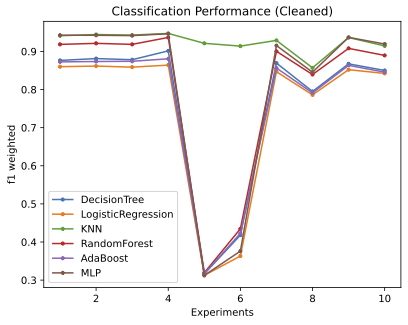 Classification Performance (Cleaned)
f1 weighted
0.9
0.8
0.7
0.6
0.5
0.4
0.3
DecisionTree
LogisticRegression
KNN
RandomForest
AdaBoost
MLP
2 4 6 8 10
Experiments